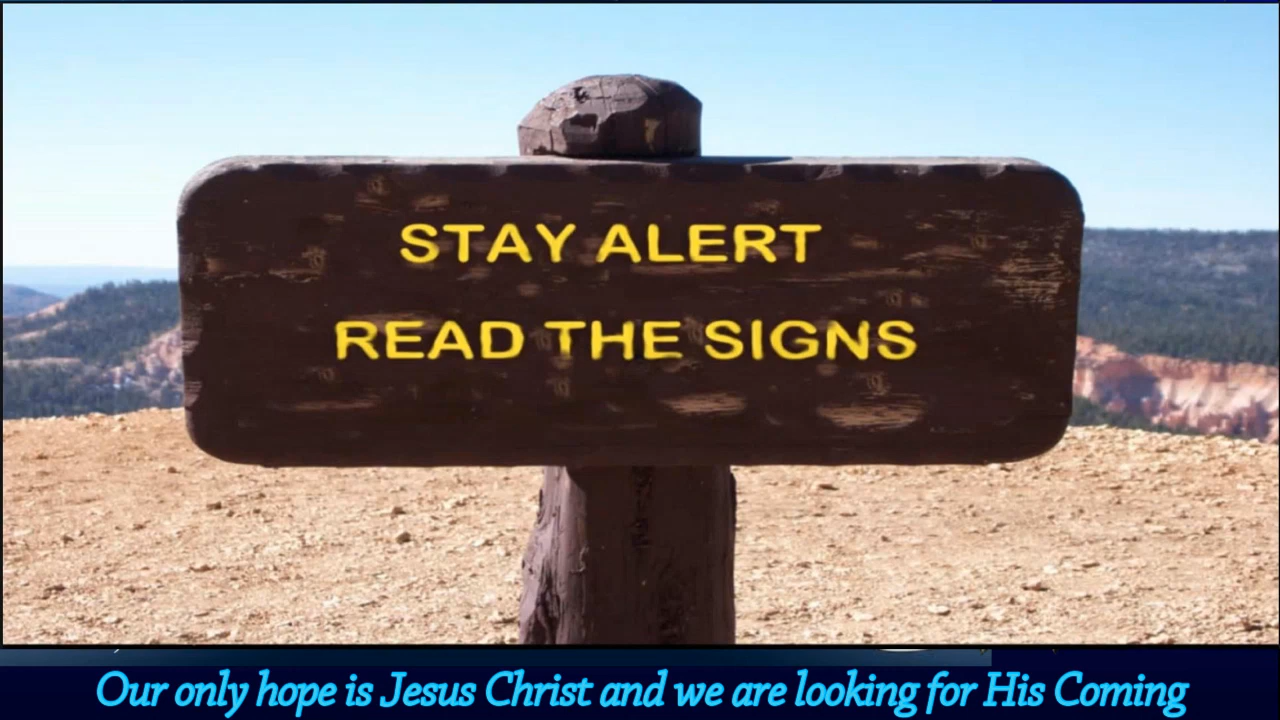 STAY ALERT
READ THE SIGNS
Our only hope is Jesus Christ and we are looking for His Coming